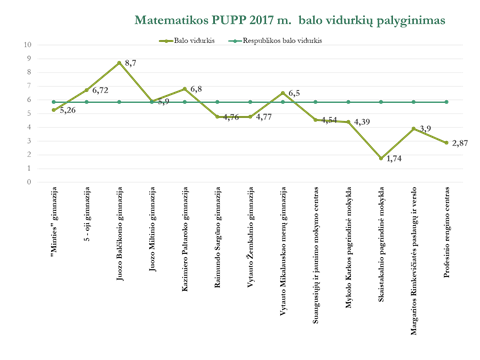 Matematikos PUPP 2017 m. balo vidurkių palyginimas
Balo vidurkis
Respublikos balo vidurkis
10
9
8
7
6
5
4
3
2
1
0
5,26
6,72
8,7
5,9
6,8
4,76
4,77
6,5
4,54
4,39
1,74
3,9
2,87
"Minties" gimnazija
5 - oji gimnazija
Juozo Balčikonio gimnazija
Juozo Miltinio gimnazija
Kazimiero Paltaroko gimnazija
Raimundo Sargūno gimnazija
Vytauto Žemkalnio gimnazija
Vytauto Mikalausko menų gimnazija
Suaugusiųjų ir jaunimo mokymo centras
Mykolo Karkos pagrindinė mokykla
Skaistakalnio pagrindinė mokykla
Margaritos Rimkevičiaitės paslaugų ir verslo
Profesinio rengimo centras